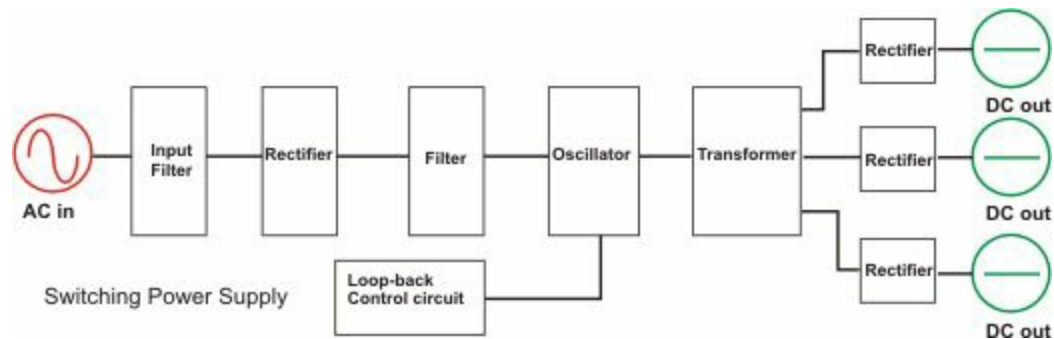 Rectifier
DC out
Input
Filter
Rectifier
Filter
Oscillator
Transformer
Rectifier
AC in
DC out
Loop-back
Control circuit
Rectifier
Switching Power Supply
DC out